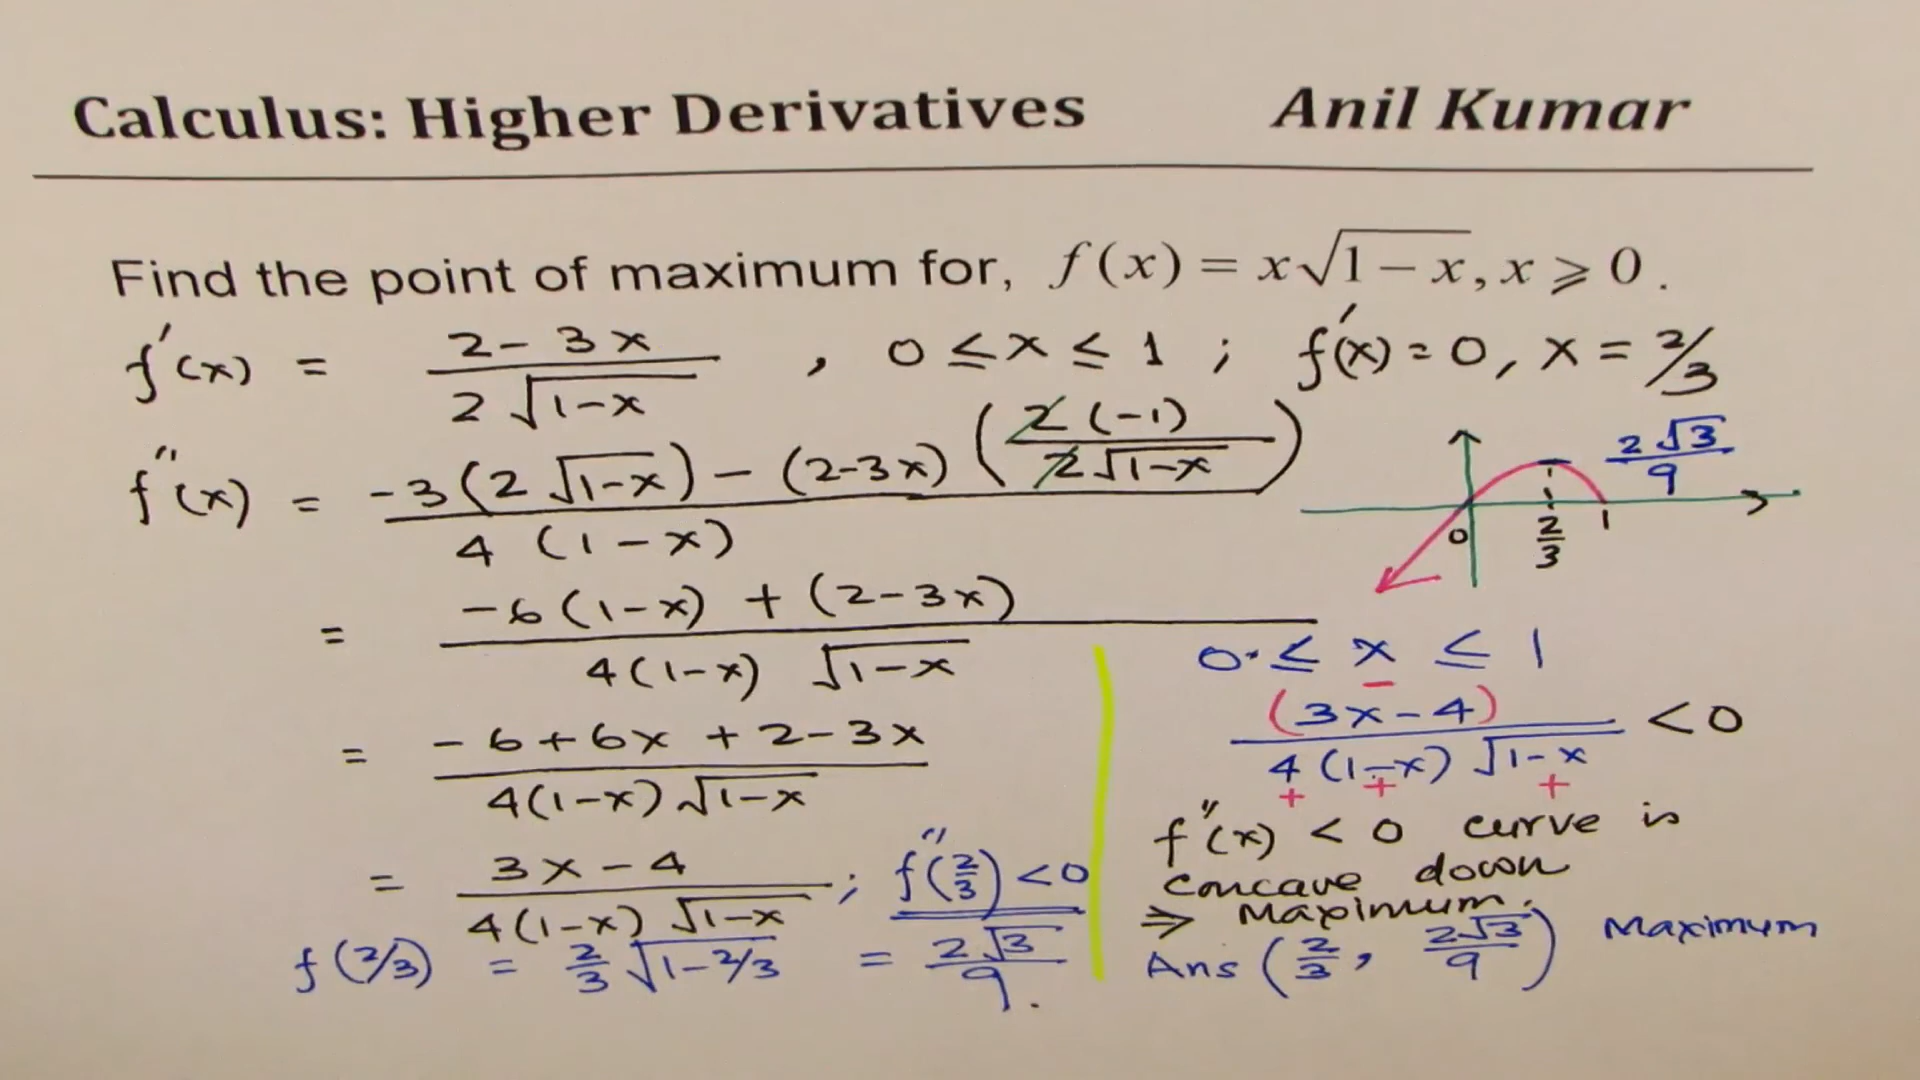 Calculus: Higher Derivatives Anil Kumar
Find the point of maximum for, f(x) = x√(1 − x), x ⩾ 0.
f'(x) = (2 - 3x) / (2√(1-x)) , 0 ≤ x ≤ 1 ; f'(x) = 0, x = 2/3
f''(x) = (-3(2√(1-x)) - (2-3x)(2(-1) / 2√(1-x))) / (4(1-x))
= (-6(1-x) + (2-3x)) / (4(1-x) √(1-x))
= (-6+6x + 2-3x) / (4(1-x)√(1-x))
= (3x-4) / (4(1-x) √(1-x)) ; f''(2/3) < 0
f(2/3) = 2/3 √(1-2/3) = 2√3/9 .
2√3/9
0 2/3 1
0 ≤ x ≤ 1
−
(3x-4) / (4(1-x) √(1-x)) < 0
+ + +
f''(x) < 0 curve is
concave down
⇒ Maximum.
Ans (2/3, 2√3/9) Maximum